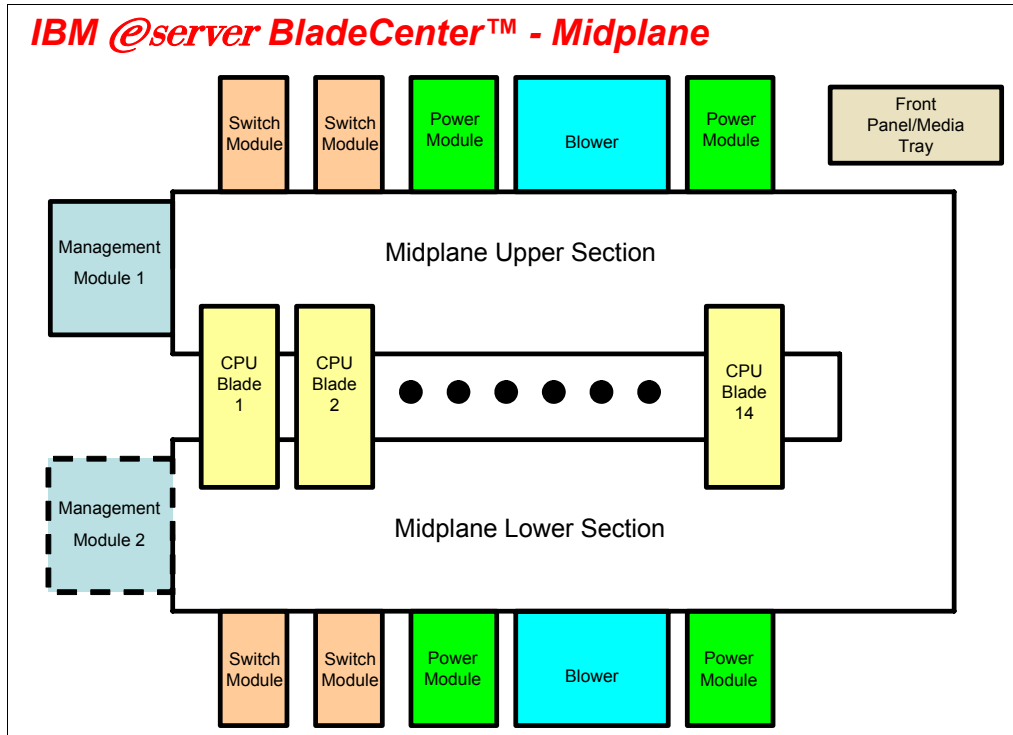 IBM @server BladeCenter™ - Midplane
Switch
Module
Switch
Module
Power
Module
Blower
Power
Module
Front
Panel/Media
Tray
Management
Module 1
Midplane Upper Section
CPU
Blade
1
CPU
Blade
2
CPU
Blade
14
Management
Module 2
Midplane Lower Section
Switch
Module
Switch
Module
Power
Module
Blower
Power
Module